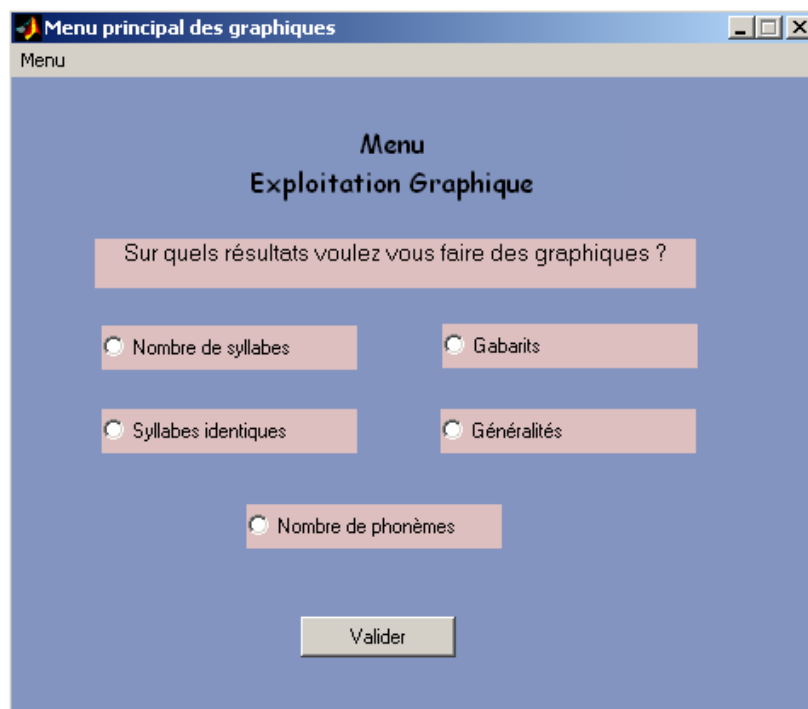 Menu principal des graphiques
Menu
Menu
Exploitation Graphique
Sur quels résultats voulez vous faire des graphiques ?
Nombre de syllabes
Gabarits
Syllabes identiques
Généralités
Nombre de phonèmes
Valider